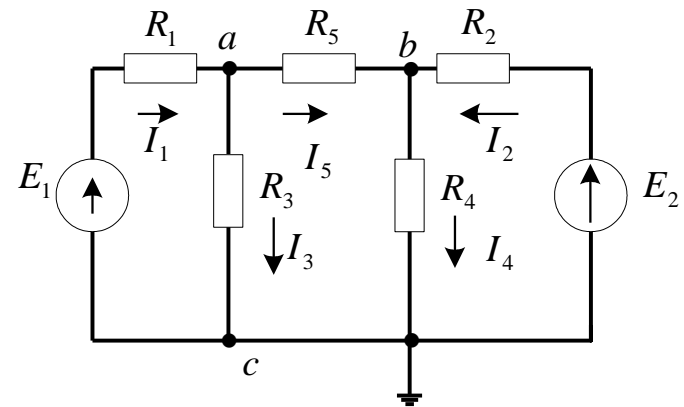 R₁ a R₅ b R₂
I₁ I₅ I₂
E₁ R₃ R₄ E₂
I₃ I₄
c